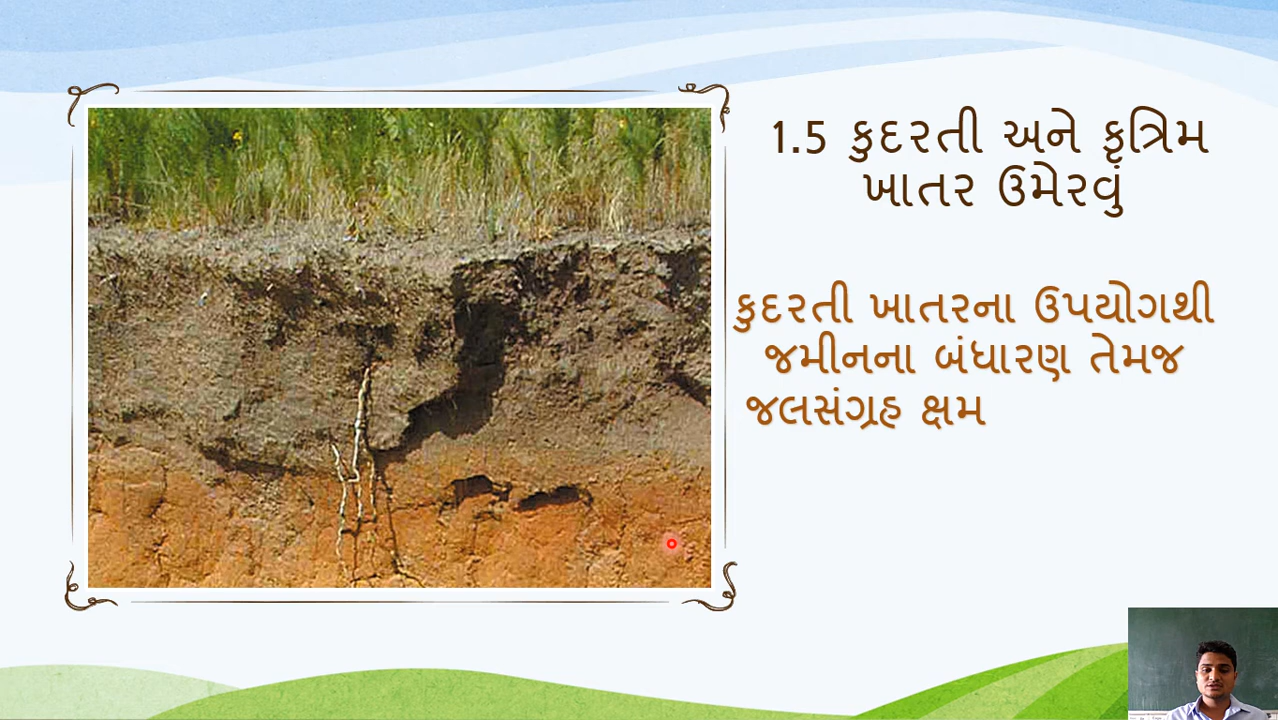 1.5 કુદરતી અને કૃત્રિમ
ખાતર ઉમેરવું
કુદરતી ખાતરના ઉપયોગથી
જમીનના બંધારણ તેમજ
જલસંગ્રહ ક્ષમ